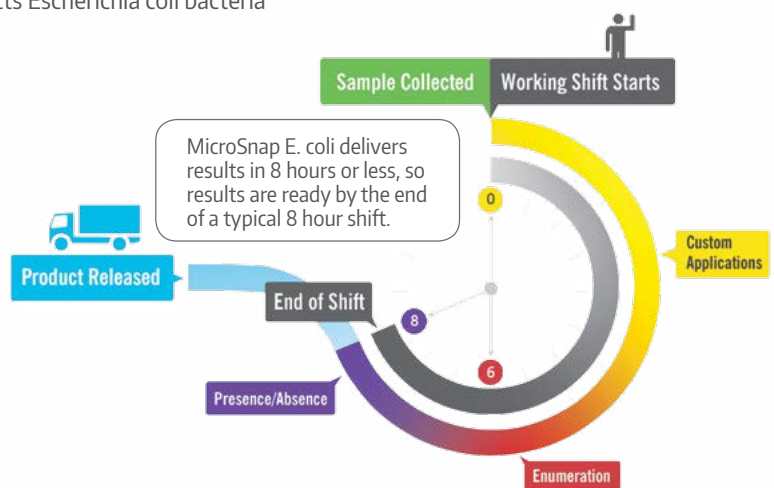 Escherichia coli bacteria
Sample Collected
Working Shift Starts
MicroSnap E. coli delivers
results in 8 hours or less, so
results are ready by the end
of a typical 8 hour shift.
0
Custom
Applications
Product Released
End of Shift
8
6
Presence/Absence
Enumeration